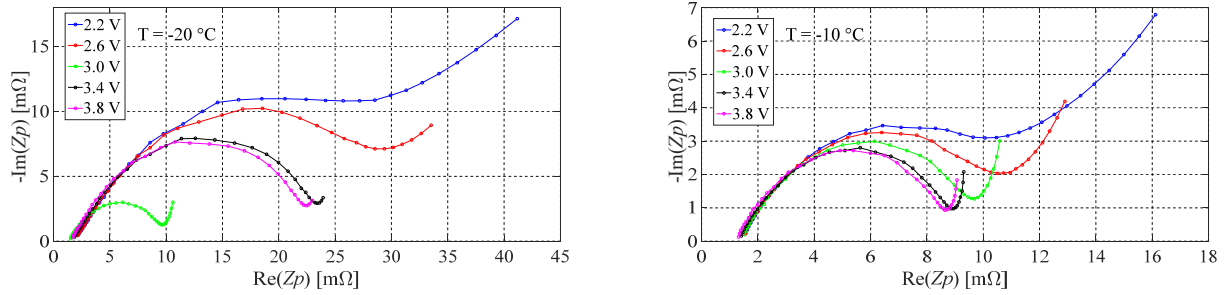 T = -20 °C
2.2 V
2.6 V
3.0 V
3.4 V
3.8 V
-Im(Zp) [mΩ]
15
10
5
0
0 5 10 15 20 25 30 35 40 45
Re(Zp) [mΩ]
T = -10 °C
2.2 V
2.6 V
3.0 V
3.4 V
3.8 V
-Im(Zp) [mΩ]
7
6
5
4
3
2
1
0
0 2 4 6 8 10 12 14 16 18
Re(Zp) [mΩ]